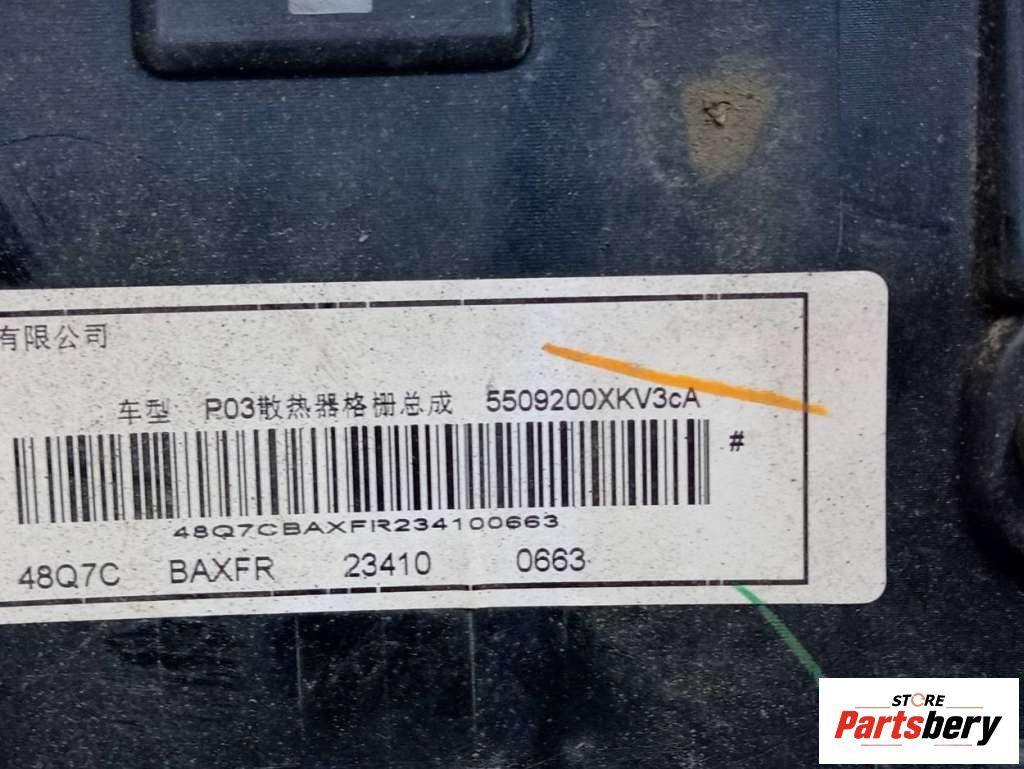 有限公司
车型 P03散热器格栅总成 5509200XKV3cA
#
48Q7CBAXFR234100663
48Q7C BAXFR 23410 0663
STORE
Partsbery